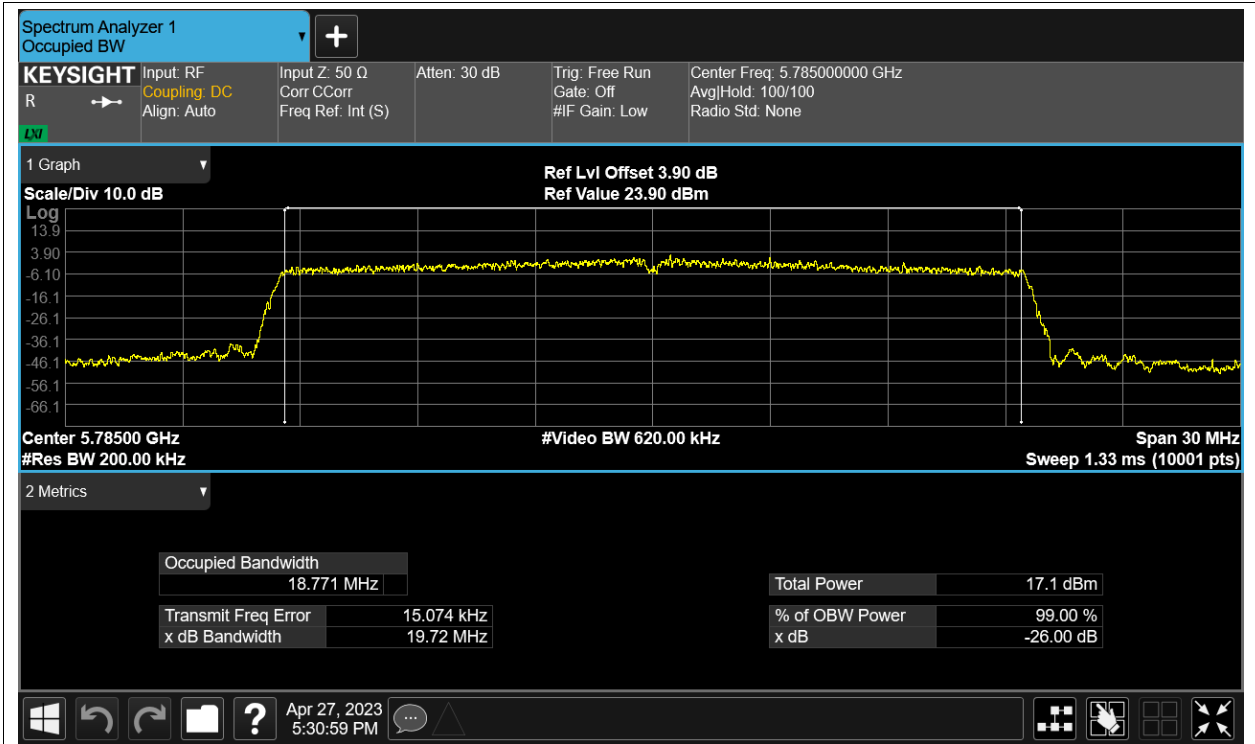 Spectrum Analyzer 1
Occupied BW
KEYSIGHT
R
LXI
Input: RF
Coupling: DC
Align: Auto
Input Z: 50 Ω
Corr CCorr
Freq Ref: Int (S)
Atten: 30 dB
Trig: Free Run
Gate: Off
#IF Gain: Low
Center Freq: 5.785000000 GHz
Avg|Hold: 100/100
Radio Std: None
1 Graph
Scale/Div 10.0 dB
Ref Lvl Offset 3.90 dB
Ref Value 23.90 dBm
Log
13.9
3.90
-6.10
-16.1
-26.1
-36.1
-46.1
-56.1
-66.1
Center 5.78500 GHz
#Video BW 620.00 kHz
Span 30 MHz
#Res BW 200.00 kHz
Sweep 1.33 ms (10001 pts)
2 Metrics
Occupied Bandwidth
18.771 MHz
Transmit Freq Error 15.074 kHz
x dB Bandwidth 19.72 MHz
Total Power 17.1 dBm
% of OBW Power 99.00 %
x dB -26.00 dB
?
Apr 27, 2023
5:30:59 PM